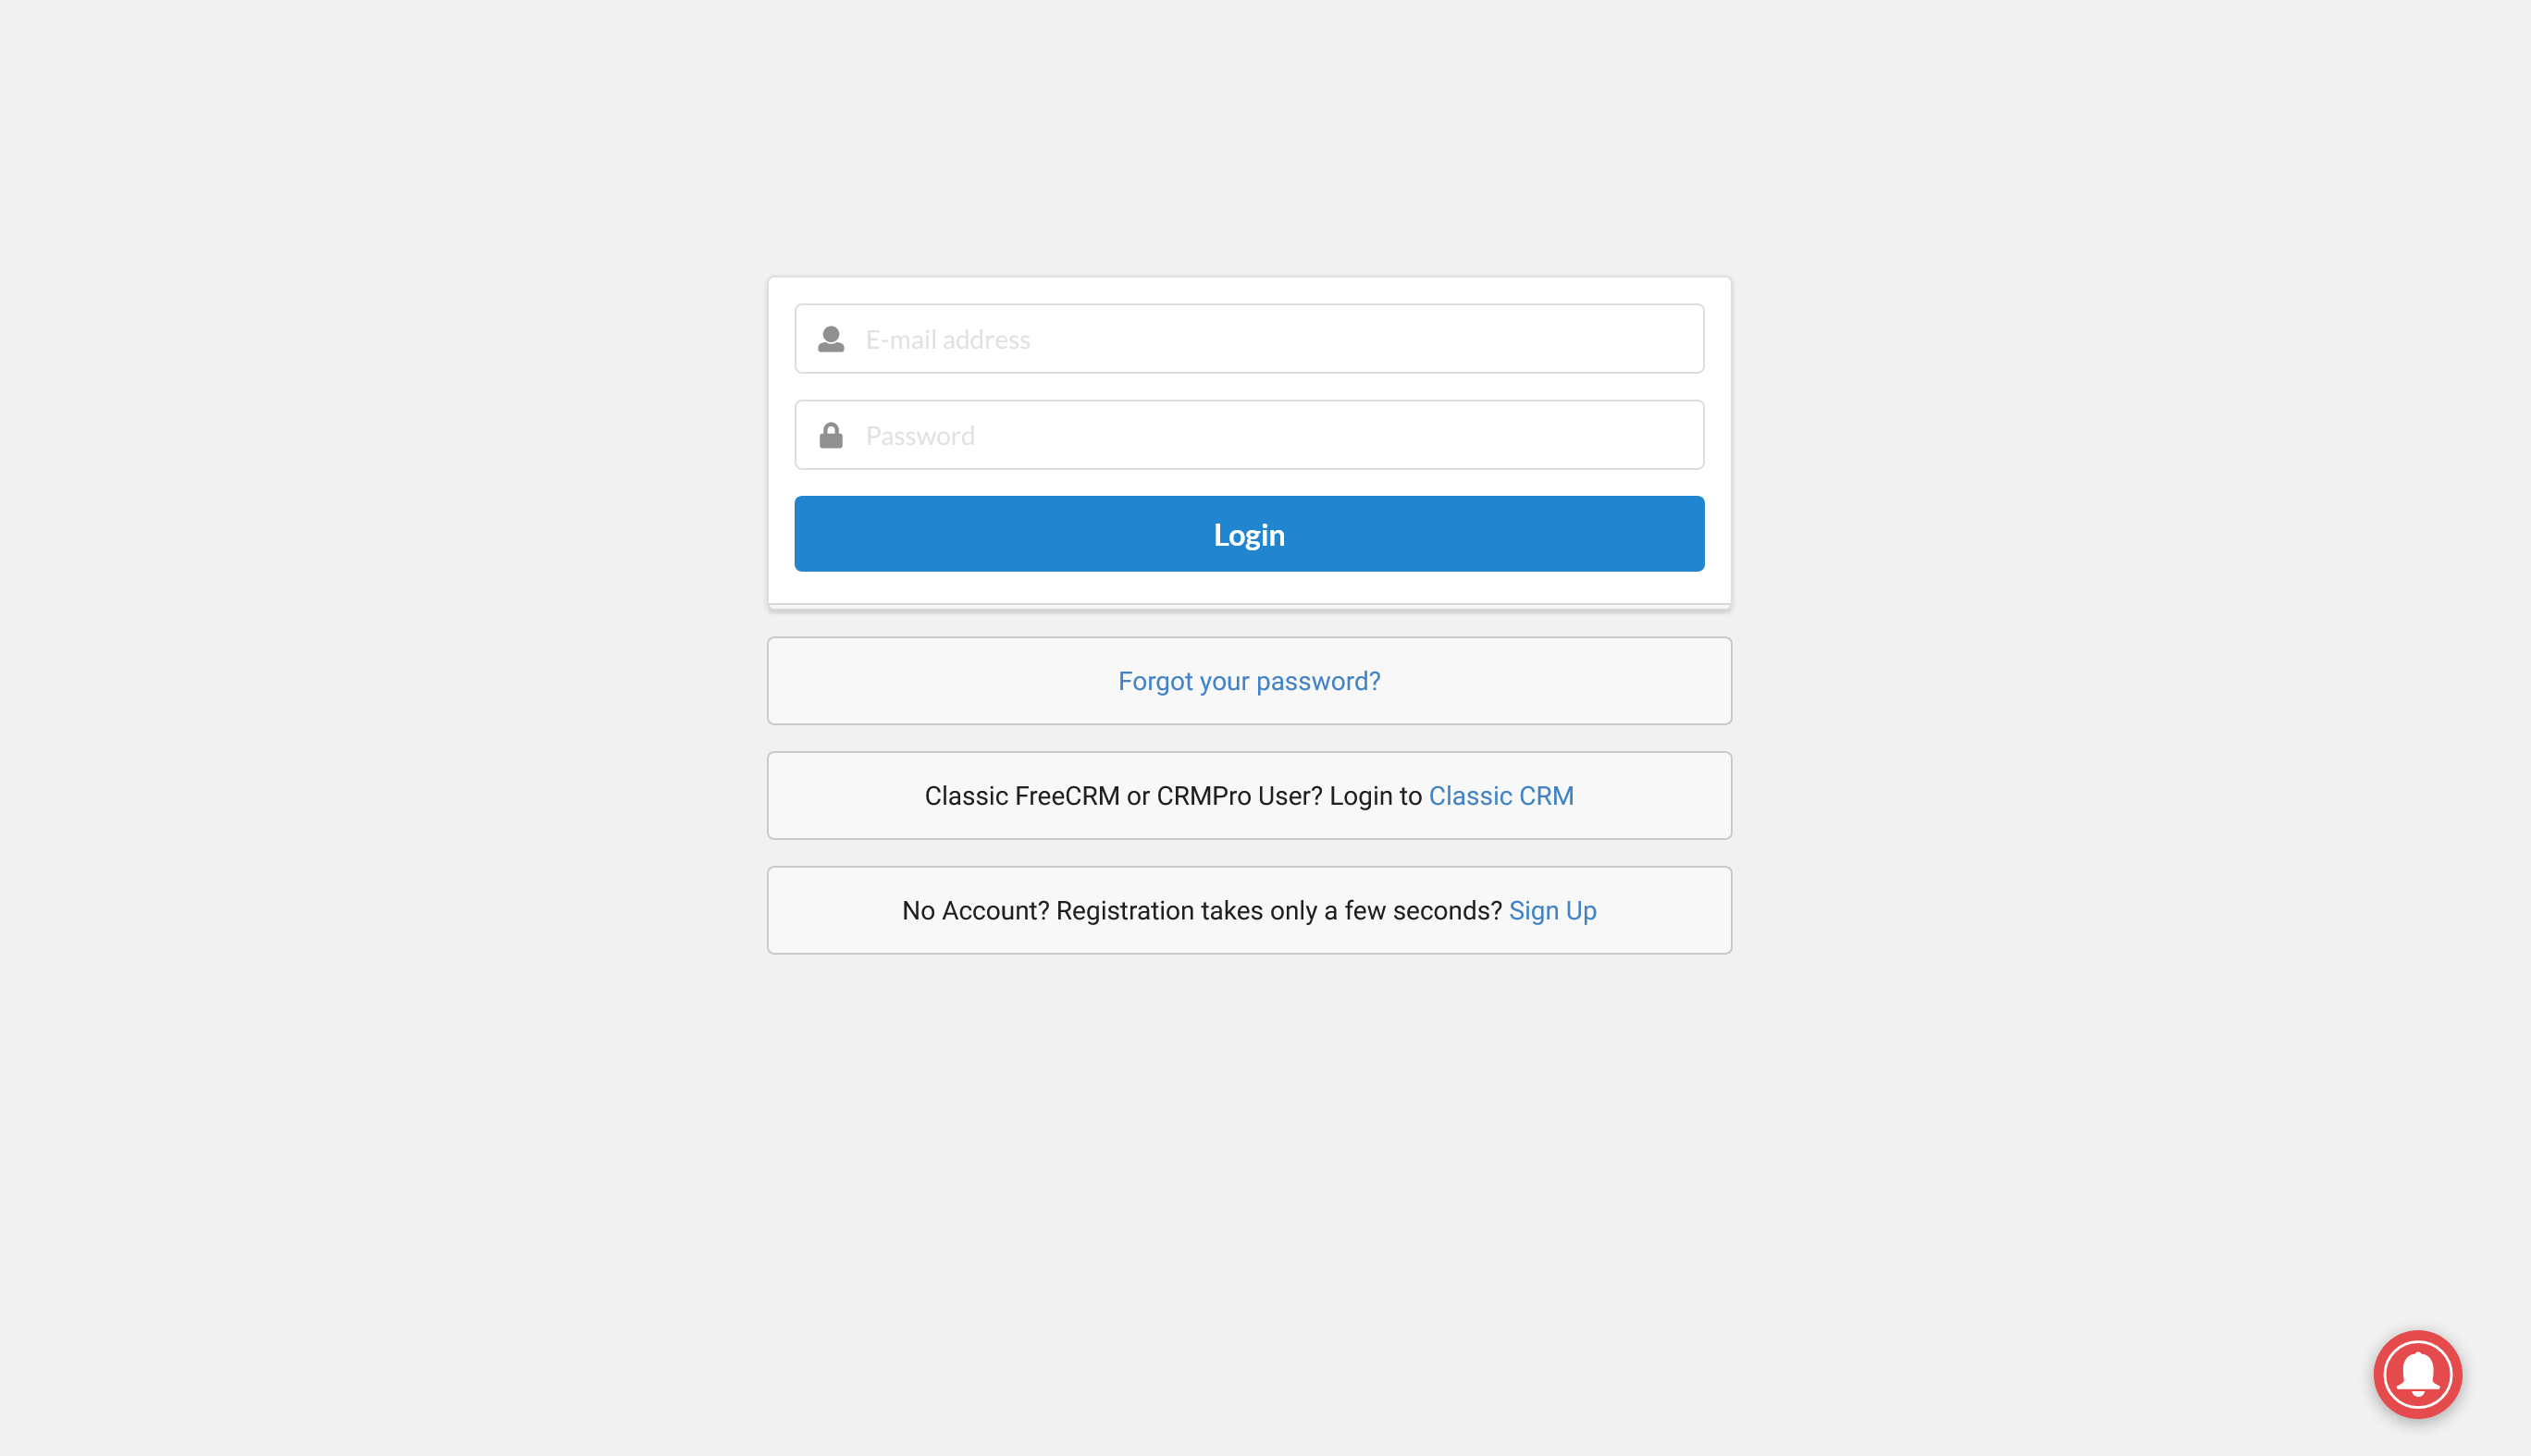 E-mail address
Password
Login
Forgot your password?
Classic FreeCRM or CRMPro User? Login to Classic CRM
No Account? Registration takes only a few seconds? Sign Up